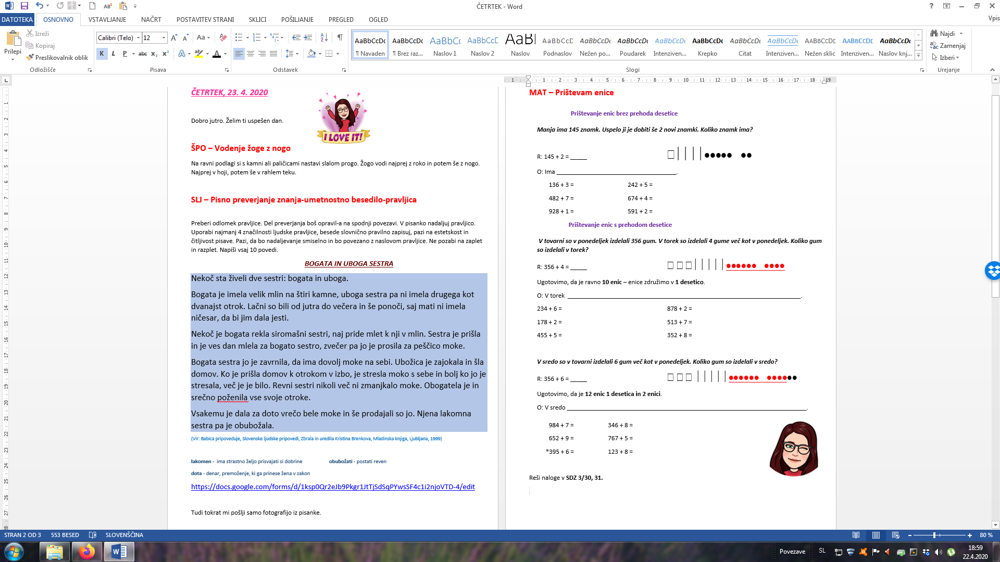 ČETRTEK - Word
Vpis
DATOTEKA OSNOVNO VSTAVLJANJE NAČRT POSTAVITEV STRANI SKLICI POŠILJANJE PREGLED OGLED
Prilepi
Izreži
Kopiraj
Preslikovalnik oblik
Odložišče
Calibri (Telo) 12
Pisava
Odstavek
AaBbCcDc AaBbCcDc AaBbCc AaBbCcD AaBl AaBbCcD AaBbCcDc AaBbCcDc AaBbCcDc AaBbCcDc AaBbCcDc AaBbCcDc AABBCCDE AABBCCDE AaBbCcDc
¶ Navaden ¶ Brez raz... Naslov 1 Naslov 2 Naslov Podnaslov Nežen po... Poudarek Intenziven... Krepko Citat Intenziven... Nežen sklic Intenziven... Naslov knj...
Slogi
Najdi
Zamenjaj
Izberi
Urejanje
ČETRTEK, 23. 4. 2020
Dobro jutro. Želim ti uspešen dan.
I LOVE IT!
ŠPO – Vodenje žoge z nogo
Na ravni podlagi si s kamni ali paličicami nastavi slalom progo. Žogo vodi najprej z roko in potem še z nogo.
Najprej v hoji, potem še v rahlem teku.
SLJ – Pisno preverjanje znanja-umetnostno besedilo-pravljica
Preberi odlomek pravljice. Del preverjanja boš opravil-a na spodnji povezavi. V pisanko nadaljuj pravljico.
Uporabi najmanj 4 značilnosti ljudske pravljice, besede slovnično pravilno zapisuj, pazi na estetskost in
čitljivost pisave. Pazi, da bo nadaljevanje smiselno in bo povezano z naslovom pravljice. Ne pozabi na zaplet
in razplet. Napiši vsaj 10 povedi.
BOGATA IN UBOGA SESTRA
Nekoč sta živeli dve sestri: bogata in uboga.
Bogata je imela velik mlin na štiri kamne, uboga sestra pa ni imela drugega kot
dvanajst otrok. Lačni so bili od jutra do večera in še ponoči, saj mati ni imela
ničesar, da bi jim dala jesti.
Nekoč je bogata rekla siromašni sestri, naj pride mlet k nji v mlin. Sestra je prišla
in je ves dan mlela za bogato sestro, zvečer pa jo je prosila za peščico moke.
Bogata sestra jo je zavrnila, da ima dovolj moke na sebi. Ubožica je zajokala in šla
domov. Ko je prišla domov k otrokom v izbo, je stresla moko s sebe in bolj ko jo je
stresala, več je je bilo. Revni sestri nikoli več ni zmanjkalo moke. Obogatela je in
srečno poženila vse svoje otroke.
Vsakemu je dala za doto vrečo bele moke in še prodajali so jo. Njena lakomna
sestra pa je obubožala.
(Vir: Babica pripoveduje, Slovenske ljudske pripovedi, Zbrala in uredila Kristina Brenkova, Mladinska knjiga, Ljubljana, 1999)
lakomen - ima strastno željo prisvajati si dobrine obubožati - postati reven
dota - denar, premoženje, ki ga prinese žena v zakon
https://docs.google.com/forms/d/1ksp0Qr2eJb9Pkgr1JtTjSdSqPYwsSF4c1i2njoVTD-4/edit
Tudi tokrat mi pošlji samo fotografijo iz pisanke.
MAT – Prištevam enice
Prištevanje enic brez prehoda desetice
Manja ima 145 znamk. Uspelo ji je dobiti še 2 novi znamki. Koliko znamk ima?
R: 145 + 2 = _____
O: Ima ____________________________________.
136 + 3 = 242 + 5 =
482 + 7 = 674 + 4 =
928 + 1 = 591 + 2 =
Prištevanje enic s prehodom desetice
V tovarni so v ponedeljek izdelali 356 gum. V torek so izdelali 4 gume več kot v ponedeljek. Koliko gum
so izdelali v torek?
R: 356 + 4 = _____
Ugotovimo, da je ravno 10 enic – enice združimo v 1 desetico.
O: V torek ____________________________________.
234 + 6 = 878 + 2 =
178 + 2 = 513 + 7 =
455 + 5 = 352 + 8 =
V sredo so v tovarni izdelali 6 gum več kot v ponedeljek. Koliko gum so izdelali v sredo?
R: 356 + 6 = _____
Ugotovimo, da je 12 enic 1 desetica in 2 enici.
O: V sredo ____________________________________.
984 + 7 = 346 + 8 =
652 + 9 = 767 + 5 =
*395 + 6 = 123 + 8 =
Reši naloge v SDZ 3/30, 31.
STRAN 2 OD 3 553 BESED SLOVENŠČINA 80 %
Povezave SL 18:59
22.4.2020